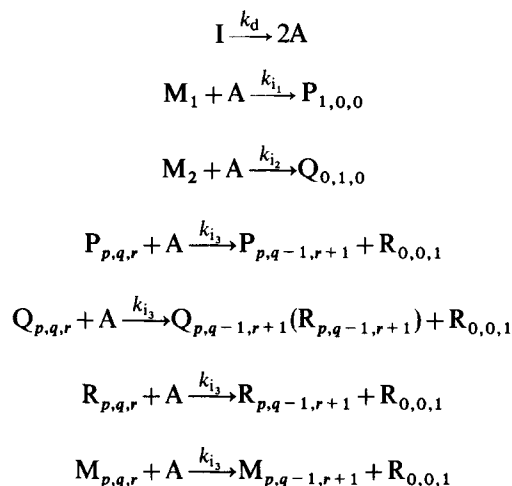 I —k_d→ 2A
M_1 + A —k_{i_1}→ P_{1,0,0}
M_2 + A —k_{i_2}→ Q_{0,1,0}
P_{p,q,r} + A —k_{i_3}→ P_{p,q-1,r+1} + R_{0,0,1}
Q_{p,q,r} + A —k_{i_3}→ Q_{p,q-1,r+1}(R_{p,q-1,r+1}) + R_{0,0,1}
R_{p,q,r} + A —k_{i_3}→ R_{p,q-1,r+1} + R_{0,0,1}
M_{p,q,r} + A —k_{i_3}→ M_{p,q-1,r+1} + R_{0,0,1}